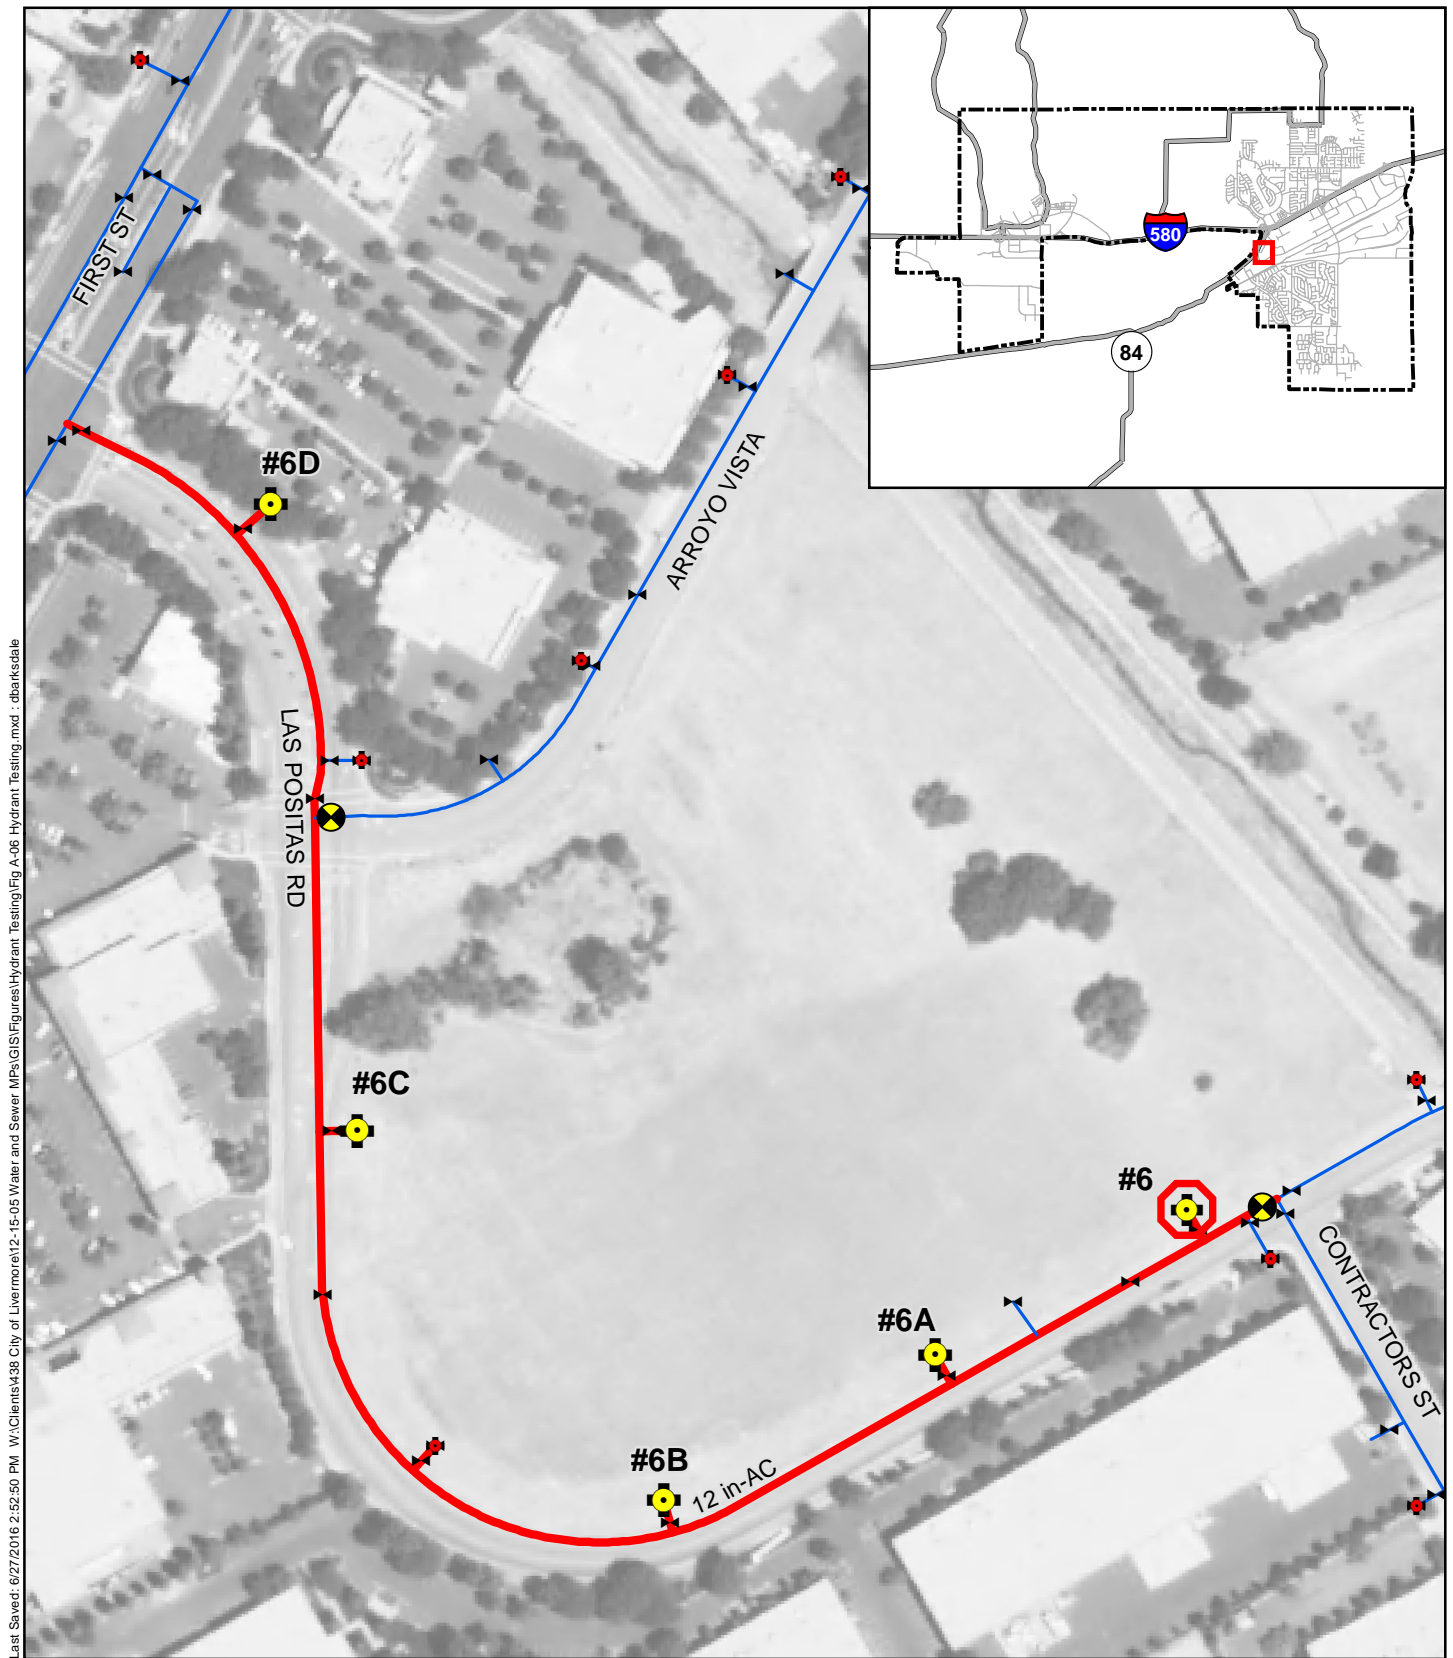 580
84
FIRST ST
#6D
ARROYO VISTA
LAS POSITAS RD
#6C
#6
CONTRACTORS ST
#6A
#6B
12 in-AC
Last Saved: 6/27/2016 2:52:50 PM W:\Clients\438 City of Livermore\12-15-05 Water and Sewer MPs\GIS\Figures\Hydrant Testing\Fig A-06 Hydrant Testing.mxd : dbarksdale